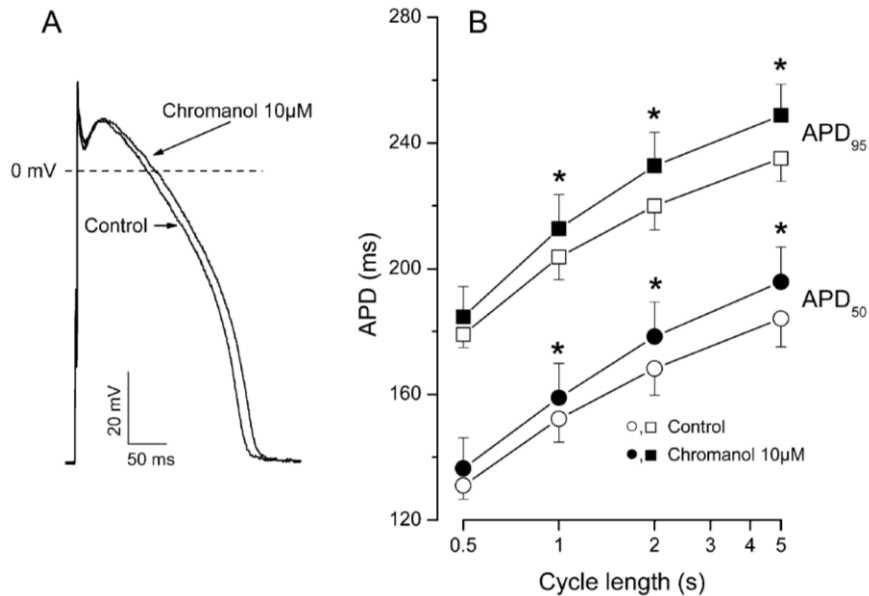 A
Chromanol 10µM
0 mV
Control
20 mV
50 ms
B
280
240
200
160
120
APD (ms)
*
*
*
APD95
*
*
*
APD50
Control
Chromanol 10µM
0.5
1
2
3
4
5
Cycle length (s)